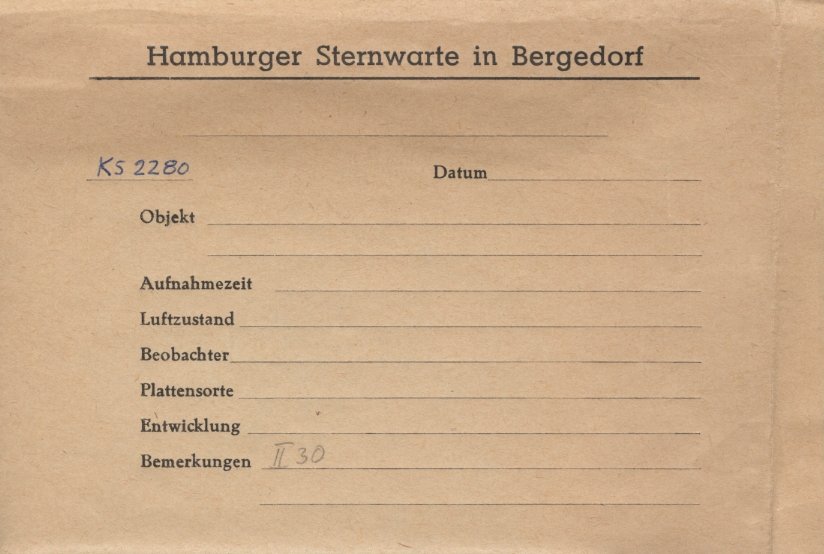 Hamburger Sternwarte in Bergedorf
KS 2280 Datum
Objekt
Aufnahmezeit
Luftzustand
Beobachter
Plattensorte
Entwicklung
Bemerkungen II 30